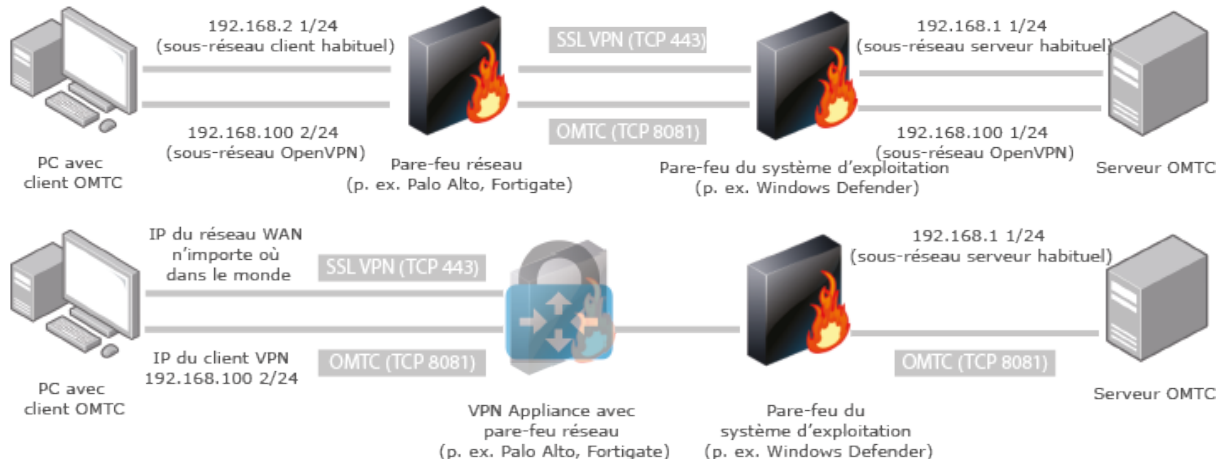 192.168.2 1/24
(sous-réseau client habituel)
SSL VPN (TCP 443)
192.168.1 1/24
(sous-réseau serveur habituel)
192.168.100 2/24
(sous-réseau OpenVPN)
OMTC (TCP 8081)
192.168.100 1/24
(sous-réseau OpenVPN)
PC avec
client OMTC
Pare-feu réseau
(p. ex. Palo Alto, Fortigate)
Pare-feu du système d'exploitation
(p. ex. Windows Defender)
Serveur OMTC
IP du réseau WAN
n'importe où
dans le monde
SSL VPN (TCP 443)
192.168.1 1/24
(sous-réseau serveur habituel)
IP du client VPN
192.168.100 2/24
OMTC (TCP 8081)
OMTC (TCP 8081)
PC avec
client OMTC
VPN Appliance avec
pare-feu réseau
(p. ex. Palo Alto, Fortigate)
Pare-feu du
système d'exploitation
(p. ex. Windows Defender)
Serveur OMTC